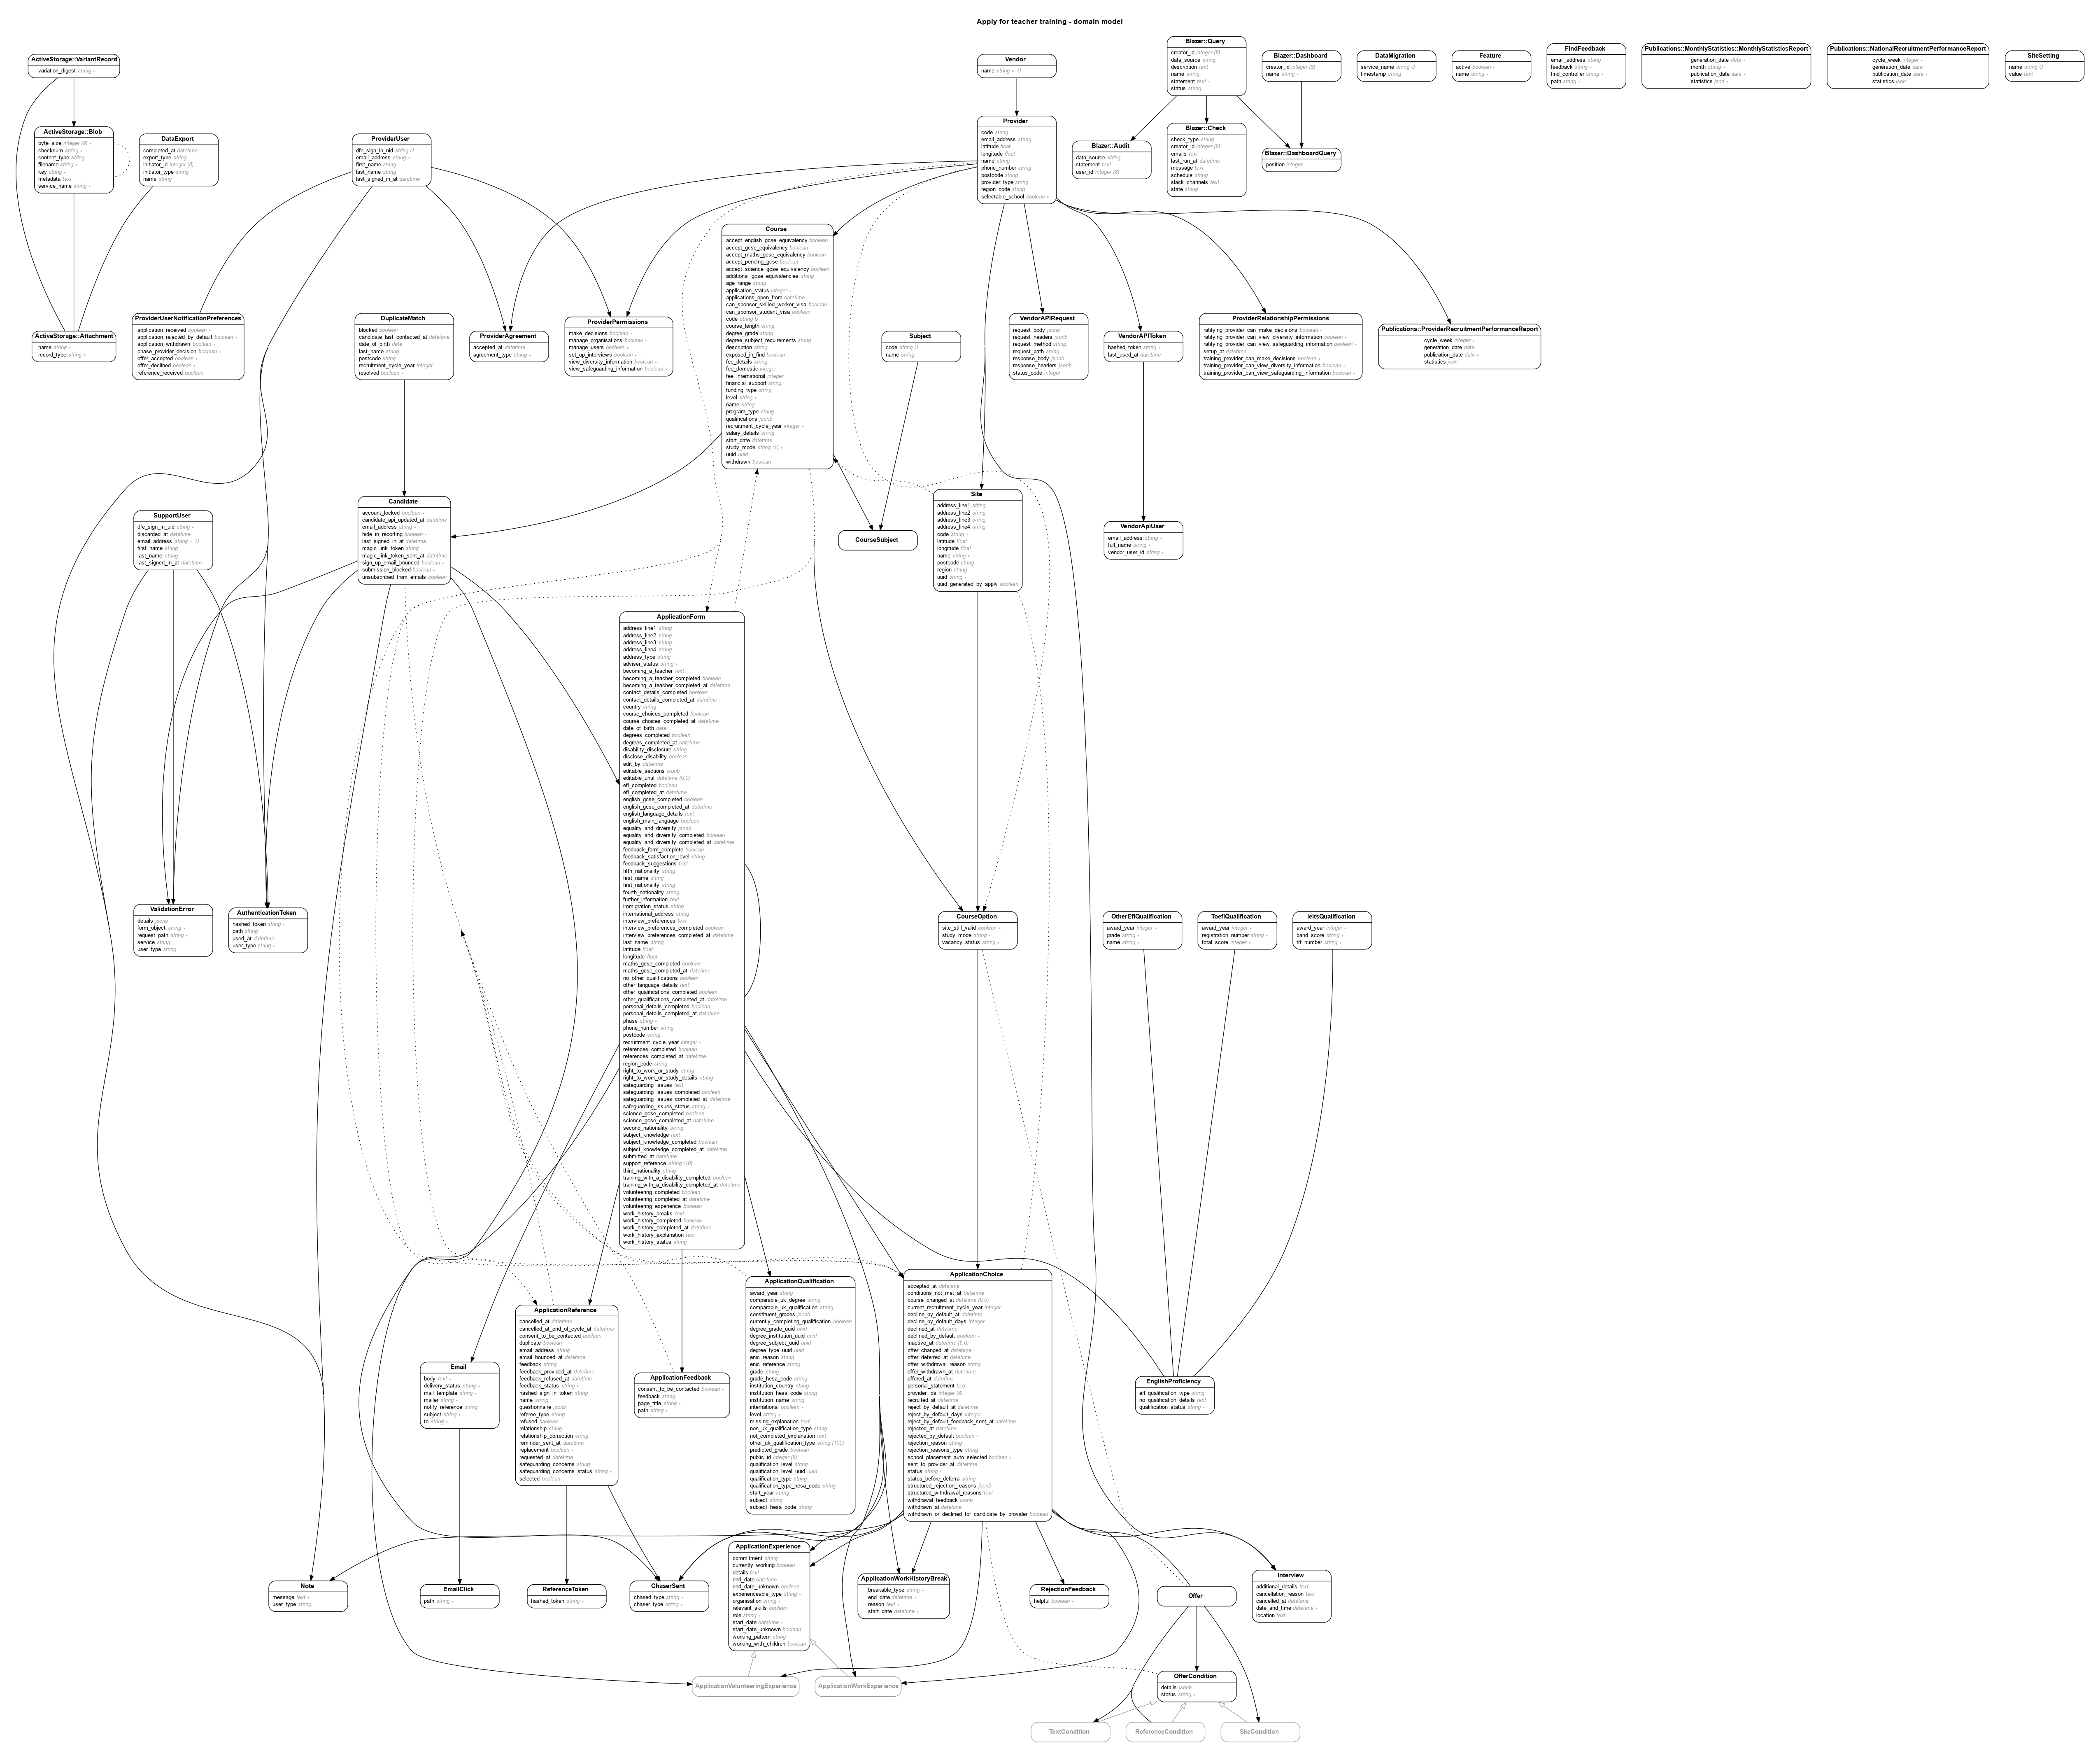 Apply for teacher training - domain model
ActiveStorage::VariantRecord
variation_digest string ∗
Vendor
name string ∗ U
Blazer::Query
creator_id integer (8)
data_source string
description text
name string
statement text ∗
status string
Blazer::Dashboard
creator_id integer (8)
name string ∗
DataMigration
service_name string U
timestamp string
Feature
active boolean ∗
name string ∗
FindFeedback
email_address string
feedback string ∗
find_controller string ∗
path string ∗
Publications::MonthlyStatistics::MonthlyStatisticsReport
generation_date date ∗
month string ∗
publication_date date ∗
statistics json ∗
Publications::NationalRecruitmentPerformanceReport
cycle_week integer ∗
generation_date date
publication_date date ∗
statistics json
SiteSetting
name string U
value text
ActiveStorage::Blob
byte_size integer (8) ∗
checksum string ∗
content_type string
filename string ∗
key string ∗
metadata text
service_name string ∗
DataExport
completed_at datetime
export_type string
initiator_id integer (8)
initiator_type string
name string
ProviderUser
dfe_sign_in_uid string U
email_address string ∗
first_name string
last_name string
last_signed_in_at datetime
Provider
code string
email_address string
latitude float
longitude float
name string
phone_number string
postcode string
provider_type string
region_code string
selectable_school boolean ∗
Blazer::Audit
data_source string
statement text
user_id integer (8)
Blazer::Check
check_type string
creator_id integer (8)
emails text
last_run_at datetime
message text
schedule string
slack_channels text
state string
Blazer::DashboardQuery
position integer
Course
accept_english_gcse_equivalency boolean
accept_gcse_equivalency boolean
accept_maths_gcse_equivalency boolean
accept_pending_gcse boolean
accept_science_gcse_equivalency boolean
additional_gcse_equivalencies string
age_range string
application_status integer ∗
applications_open_from datetime
can_sponsor_skilled_worker_visa boolean
can_sponsor_student_visa boolean
code string U
course_length string
degree_grade string
degree_subject_requirements string
description string
exposed_in_find boolean
fee_details string
fee_domestic integer
fee_international integer
financial_support string
funding_type string
level string ∗
name string
program_type string
qualifications jsonb
recruitment_cycle_year integer ∗
salary_details string
start_date datetime
study_mode string (1) ∗
uuid uuid
withdrawn boolean
ActiveStorage::Attachment
name string ∗
record_type string ∗
ProviderUserNotificationPreferences
application_received boolean ∗
application_rejected_by_default boolean ∗
application_withdrawn boolean ∗
chase_provider_decision boolean ∗
offer_accepted boolean ∗
offer_declined boolean ∗
reference_received boolean
DuplicateMatch
blocked boolean
candidate_last_contacted_at datetime
date_of_birth date
last_name string
postcode string
recruitment_cycle_year integer
resolved boolean ∗
ProviderAgreement
accepted_at datetime
agreement_type string ∗
ProviderPermissions
make_decisions boolean ∗
manage_organisations boolean ∗
manage_users boolean ∗
set_up_interviews boolean ∗
view_diversity_information boolean ∗
view_safeguarding_information boolean ∗
Subject
code string U
name string
VendorAPIRequest
request_body jsonb
request_headers jsonb
request_method string
request_path string
response_body jsonb
response_headers jsonb
status_code integer
VendorAPIToken
hashed_token string ∗
last_used_at datetime
ProviderRelationshipPermissions
ratifying_provider_can_make_decisions boolean ∗
ratifying_provider_can_view_diversity_information boolean ∗
ratifying_provider_can_view_safeguarding_information boolean ∗
setup_at datetime
training_provider_can_make_decisions boolean ∗
training_provider_can_view_diversity_information boolean ∗
training_provider_can_view_safeguarding_information boolean ∗
Publications::ProviderRecruitmentPerformanceReport
cycle_week integer ∗
generation_date date
publication_date date ∗
statistics json
Candidate
account_locked boolean ∗
candidate_api_updated_at datetime
email_address string ∗
hide_in_reporting boolean ∗
last_signed_in_at datetime
magic_link_token string
magic_link_token_sent_at datetime
sign_up_email_bounced boolean ∗
submission_blocked boolean ∗
unsubscribed_from_emails boolean
SupportUser
dfe_sign_in_uid string ∗
discarded_at datetime
email_address string ∗ U
first_name string
last_name string
last_signed_in_at datetime
CourseSubject
Site
address_line1 string
address_line2 string
address_line3 string
address_line4 string
code string ∗
latitude float
longitude float
name string ∗
postcode string
region string
uuid string ∗
uuid_generated_by_apply boolean
VendorApiUser
email_address string ∗
full_name string ∗
vendor_user_id string ∗
ApplicationForm
address_line1 string
address_line2 string
address_line3 string
address_line4 string
address_type string
adviser_status string ∗
becoming_a_teacher text
becoming_a_teacher_completed boolean
becoming_a_teacher_completed_at datetime
contact_details_completed boolean
contact_details_completed_at datetime
country string
course_choices_completed boolean
course_choices_completed_at datetime
date_of_birth date
degrees_completed boolean
degrees_completed_at datetime
disability_disclosure string
disclose_disability boolean
edit_by datetime
editable_sections jsonb
editable_until datetime (6,0)
efl_completed boolean
efl_completed_at datetime
english_gcse_completed boolean
english_gcse_completed_at datetime
english_language_details text
english_main_language boolean
equality_and_diversity jsonb
equality_and_diversity_completed boolean
equality_and_diversity_completed_at datetime
feedback_form_complete boolean
feedback_satisfaction_level string
feedback_suggestions text
fifth_nationality string
first_name string
first_nationality string
fourth_nationality string
further_information text
immigration_status string
international_address string
interview_preferences text
interview_preferences_completed boolean
interview_preferences_completed_at datetime
last_name string
latitude float
longitude float
maths_gcse_completed boolean
maths_gcse_completed_at datetime
no_other_qualifications boolean
other_language_details text
other_qualifications_completed boolean
other_qualifications_completed_at datetime
personal_details_completed boolean
personal_details_completed_at datetime
phase string ∗
phone_number string
postcode string
recruitment_cycle_year integer ∗
references_completed boolean
references_completed_at datetime
region_code string
right_to_work_or_study string
right_to_work_or_study_details string
safeguarding_issues text
safeguarding_issues_completed boolean
safeguarding_issues_completed_at datetime
safeguarding_issues_status string ∗
science_gcse_completed boolean
science_gcse_completed_at datetime
second_nationality string
subject_knowledge text
subject_knowledge_completed boolean
subject_knowledge_completed_at datetime
submitted_at datetime
support_reference string (10)
third_nationality string
training_with_a_disability_completed boolean
training_with_a_disability_completed_at datetime
volunteering_completed boolean
volunteering_completed_at datetime
volunteering_experience boolean
work_history_breaks text
work_history_completed boolean
work_history_completed_at datetime
work_history_explanation text
work_history_status string
ValidationError
details jsonb
form_object string ∗
request_path string ∗
service string
user_type string
AuthenticationToken
hashed_token string ∗
path string
used_at datetime
user_type string ∗
CourseOption
site_still_valid boolean ∗
study_mode string ∗
vacancy_status string ∗
OtherEflQualification
award_year integer ∗
grade string ∗
name string ∗
ToeflQualification
award_year integer ∗
registration_number string ∗
total_score integer ∗
IeltsQualification
award_year integer ∗
band_score string ∗
trf_number string ∗
ApplicationChoice
accepted_at datetime
conditions_not_met_at datetime
course_changed_at datetime (6,0)
current_recruitment_cycle_year integer
decline_by_default_at datetime
decline_by_default_days integer
declined_at datetime
declined_by_default boolean ∗
inactive_at datetime (6,0)
offer_changed_at datetime
offer_deferred_at datetime
offer_withdrawal_reason string
offer_withdrawn_at datetime
offered_at datetime
personal_statement text
provider_ids integer (8)
recruited_at datetime
reject_by_default_at datetime
reject_by_default_days integer
reject_by_default_feedback_sent_at datetime
rejected_at datetime
rejected_by_default boolean ∗
rejection_reason string
rejection_reasons_type string
school_placement_auto_selected boolean ∗
sent_to_provider_at datetime
status string ∗
status_before_deferral string
structured_rejection_reasons jsonb
structured_withdrawal_reasons text
withdrawal_feedback jsonb
withdrawn_at datetime
withdrawn_or_declined_for_candidate_by_provider boolean
ApplicationQualification
award_year string
comparable_uk_degree string
comparable_uk_qualification string
constituent_grades jsonb
currently_completing_qualification boolean
degree_grade_uuid uuid
degree_institution_uuid uuid
degree_subject_uuid uuid
degree_type_uuid uuid
enic_reason string
enic_reference string
grade string
grade_hesa_code string
institution_country string
institution_hesa_code string
institution_name string
international boolean ∗
level string ∗
missing_explanation text
non_uk_qualification_type string
not_completed_explanation text
other_uk_qualification_type string (100)
predicted_grade boolean
public_id integer (8)
qualification_level string
qualification_level_uuid uuid
qualification_type string
qualification_type_hesa_code string
start_year string
subject string
subject_hesa_code string
ApplicationReference
cancelled_at datetime
cancelled_at_end_of_cycle_at datetime
consent_to_be_contacted boolean
duplicate boolean
email_address string
email_bounced_at datetime
feedback string
feedback_provided_at datetime
feedback_refused_at datetime
feedback_status string ∗
hashed_sign_in_token string
name string
questionnaire jsonb
referee_type string
refused boolean
relationship string
relationship_correction string
reminder_sent_at datetime
replacement boolean ∗
requested_at datetime
safeguarding_concerns string
safeguarding_concerns_status string ∗
selected boolean
Email
body text ∗
delivery_status string ∗
mail_template string ∗
mailer string ∗
notify_reference string
subject string ∗
to string ∗
ApplicationFeedback
consent_to_be_contacted boolean ∗
feedback string
page_title string ∗
path string ∗
EnglishProficiency
efl_qualification_type string
no_qualification_details text
qualification_status string ∗
Note
message text ∗
user_type string
EmailClick
path string ∗
ReferenceToken
hashed_token string ∗
ChaserSent
chased_type string ∗
chaser_type string ∗
ApplicationExperience
commitment string
currently_working boolean
details text
end_date datetime
end_date_unknown boolean
experienceable_type string ∗
organisation string ∗
relevant_skills boolean
role string ∗
start_date datetime ∗
start_date_unknown boolean
working_pattern string
working_with_children boolean
ApplicationWorkHistoryBreak
breakable_type string ∗
end_date datetime ∗
reason text ∗
start_date datetime ∗
RejectionFeedback
helpful boolean ∗
Offer
Interview
additional_details text
cancellation_reason text
cancelled_at datetime
date_and_time datetime ∗
location text
ApplicationVolunteeringExperience
ApplicationWorkExperience
OfferCondition
details jsonb
status string ∗
TextCondition
ReferenceCondition
SkeCondition